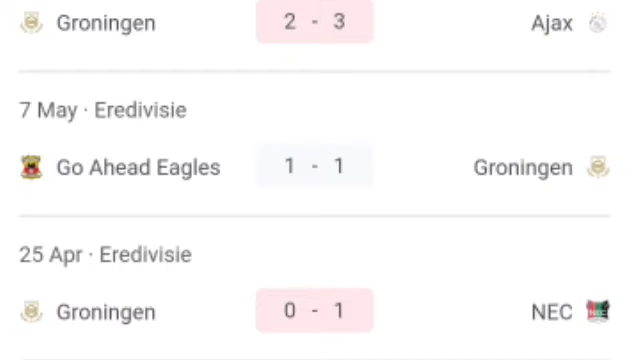 Groningen 2 - 3 Ajax
7 May · Eredivisie
Go Ahead Eagles 1 - 1 Groningen
25 Apr · Eredivisie
Groningen 0 - 1 NEC
NEC